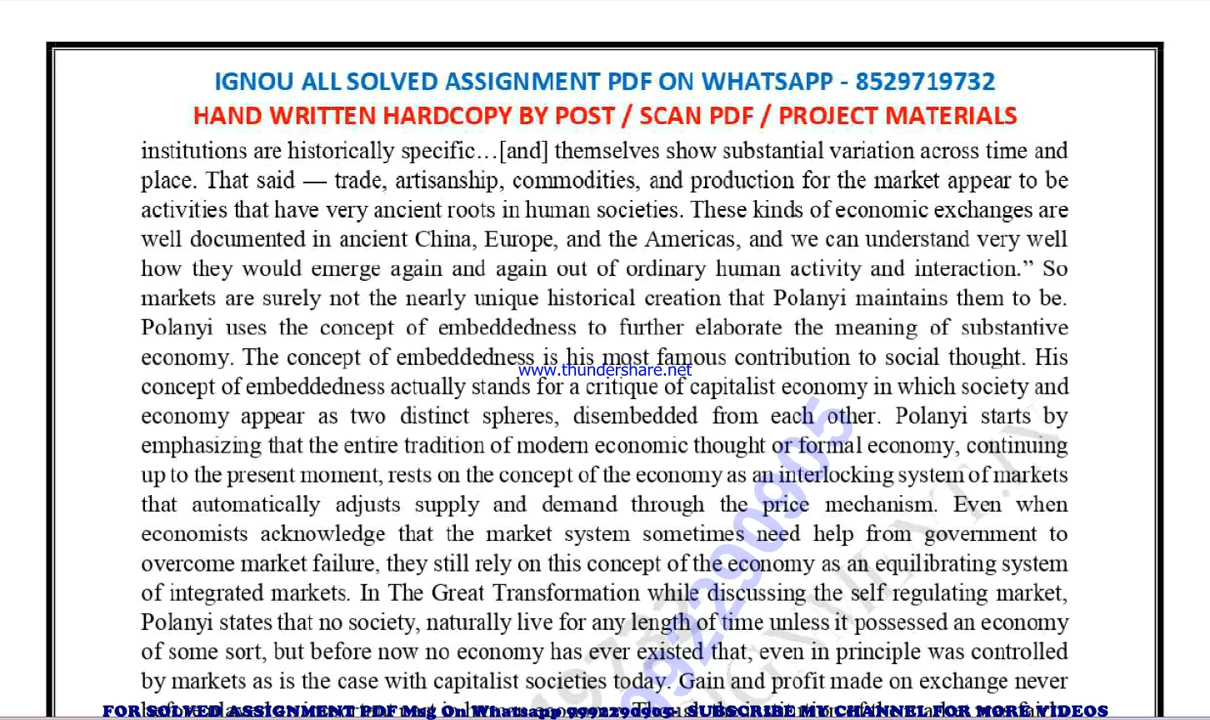 IGNOU ALL SOLVED ASSIGNMENT PDF ON WHATSAPP - 8529719732
HAND WRITTEN HARDCOPY BY POST / SCAN PDF / PROJECT MATERIALS
institutions are historically specific…[and] themselves show substantial variation across time and
place. That said — trade, artisanship, commodities, and production for the market appear to be
activities that have very ancient roots in human societies. These kinds of economic exchanges are
well documented in ancient China, Europe, and the Americas, and we can understand very well
how they would emerge again and again out of ordinary human activity and interaction.” So
markets are surely not the nearly unique historical creation that Polanyi maintains them to be.
Polanyi uses the concept of embeddedness to further elaborate the meaning of substantive
economy. The concept of embeddedness is his most famous contribution to social thought. His
www.thundershare.net
concept of embeddedness actually stands for a critique of capitalist economy in which society and
economy appear as two distinct spheres, disembedded from each other. Polanyi starts by
emphasizing that the entire tradition of modern economic thought or formal economy, continuing
up to the present moment, rests on the concept of the economy as an interlocking system of markets
that automatically adjusts supply and demand through the price mechanism. Even when
economists acknowledge that the market system sometimes need help from government to
overcome market failure, they still rely on this concept of the economy as an equilibrating system
of integrated markets. In The Great Transformation while discussing the self regulating market,
Polanyi states that no society, naturally live for any length of time unless it possessed an economy
of some sort, but before now no economy has ever existed that, even in principle was controlled
by markets as is the case with capitalist societies today. Gain and profit made on exchange never
FOR SOLVED ASSIGNMENT PDF Msg On Whatsapp 9992290905- SUBSCRIBE MY CHANNEL FOR MORE VIDEOS